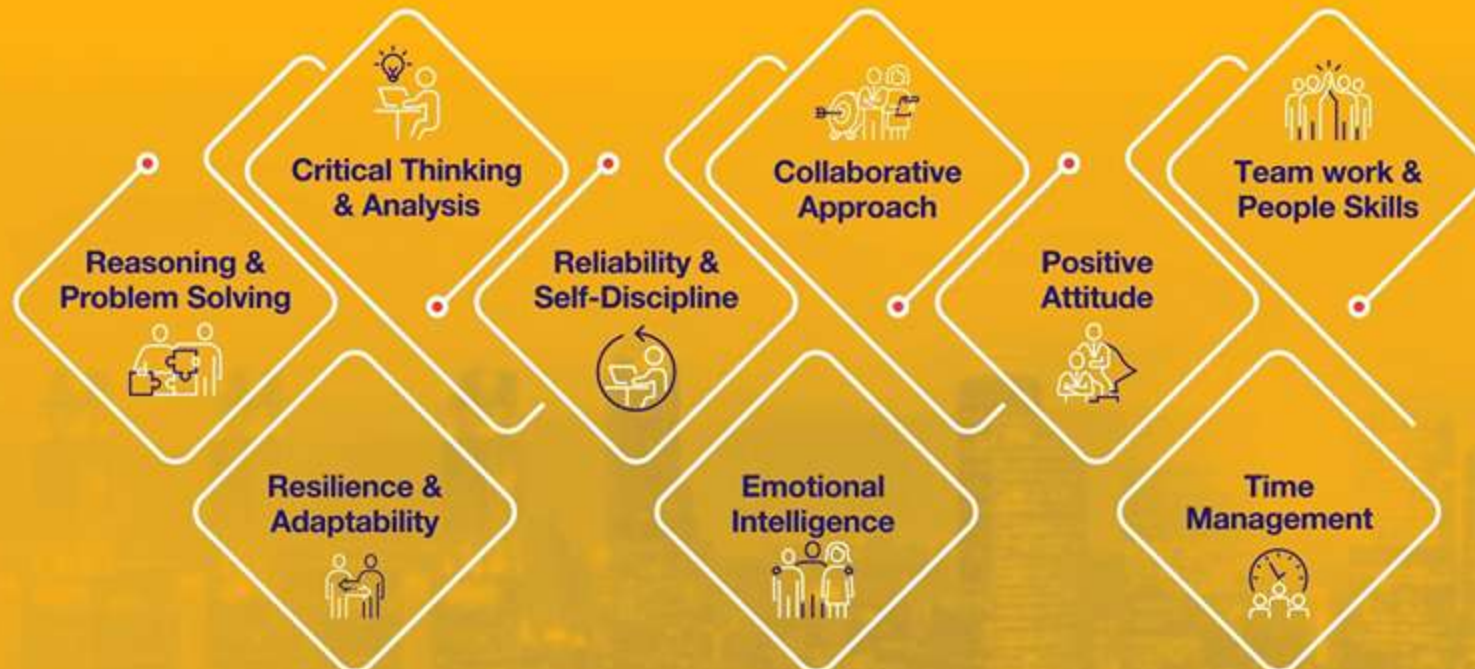 Critical Thinking
& Analysis
Collaborative
Approach
Team work &
People Skills
Reasoning &
Problem Solving
Reliability &
Self-Discipline
Positive
Attitude
Resilience &
Adaptability
Emotional
Intelligence
Time
Management